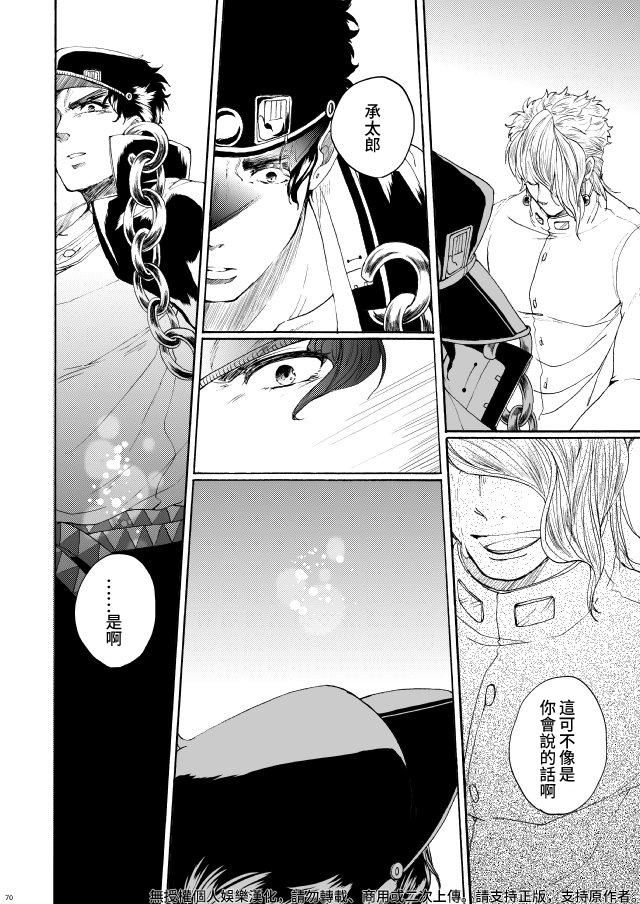 承太郎
這可不像是
你會說的話啊
……是啊
70
無授權個人娛樂漢化，請勿轉載、商用或二次上傳。請支持正版，支持原作者。